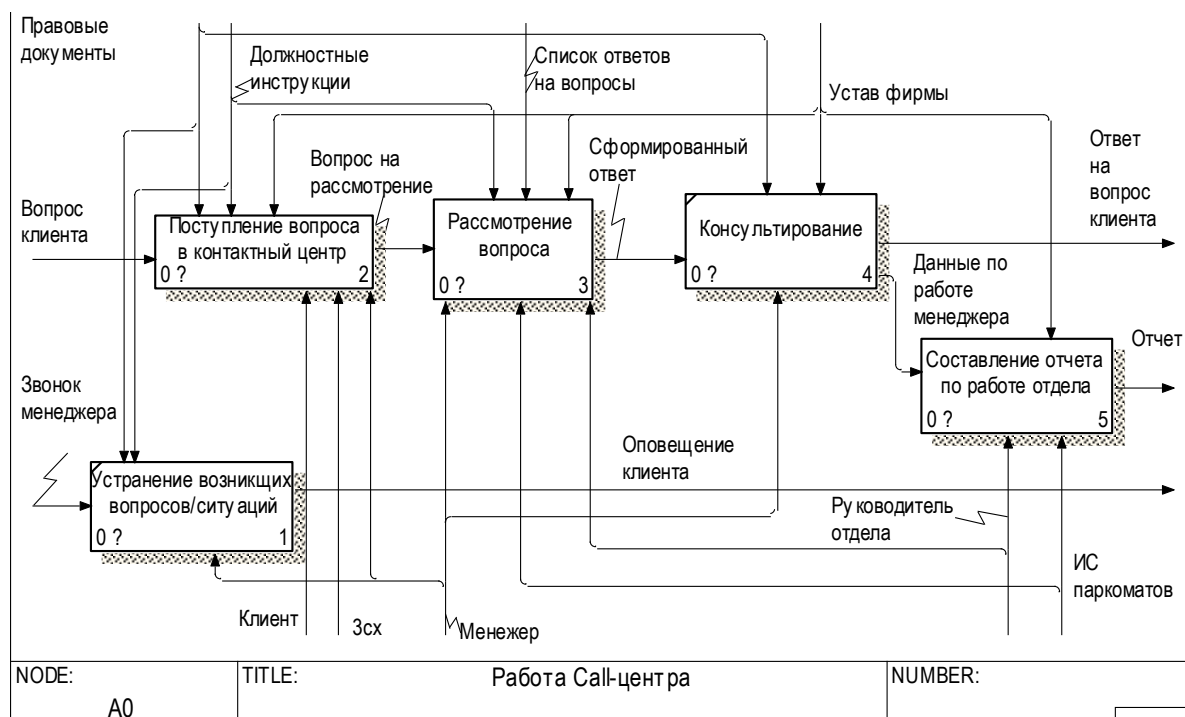 Правовые
документы
Должностные
инструкции
Список ответов
на вопросы
Устав фирмы
Ответ
на
вопрос
клиента
Вопрос на
рассмотрение
Сформированный
ответ
Вопрос
клиента
Поступление вопроса
в контактный центр
0 ? 2
Рассмотрение
вопроса
0 ? 3
Консультирование
0 ? 4
Данные по
работе
менеджера
Отчет
Составление отчета
по работе отдела
0 ? 5
Звонок
менеджера
Оповещение
клиента
Устранение возникщих
вопросов/ситуаций
0 ? 1
Руководитель
отдела
ИС
паркоматов
Клиент
3сх
Менежер
NODE: TITLE: Работа Call-центра NUMBER:
A0